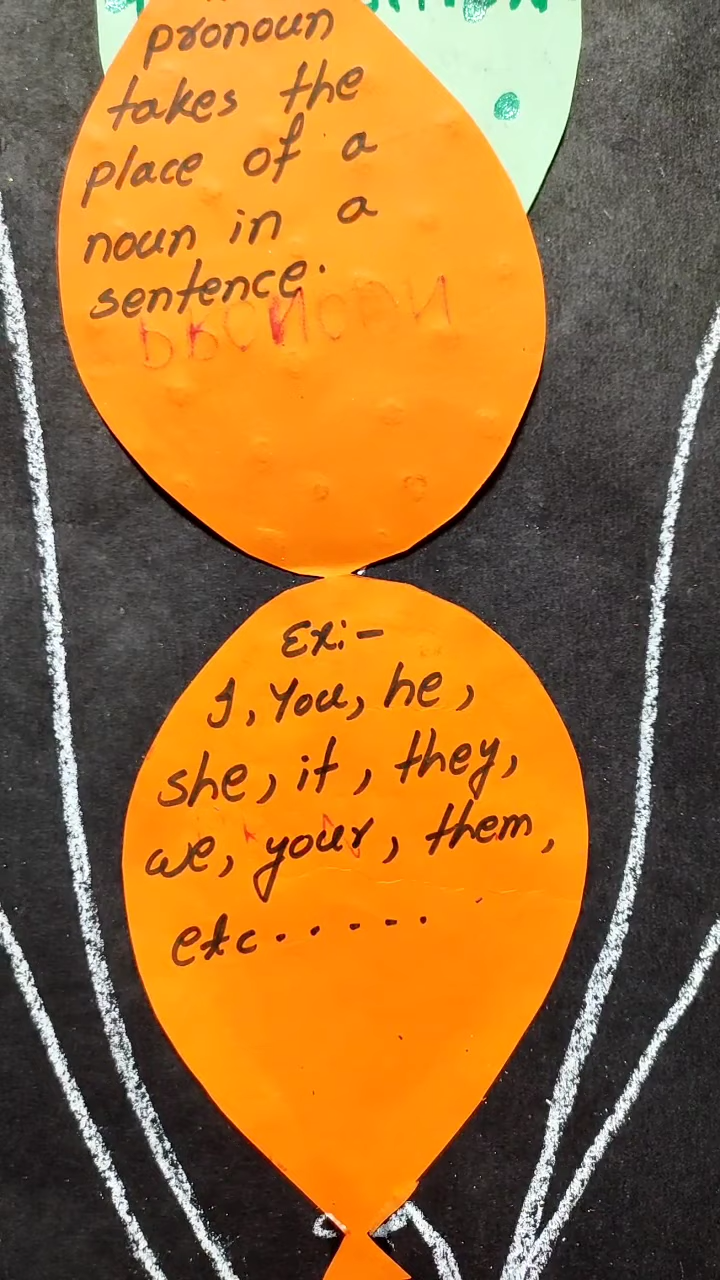 pronoun
takes the
place of a
noun in a
sentence.
Ex:-
I, You, he,
she, it, they,
we, your, them,
etc.....